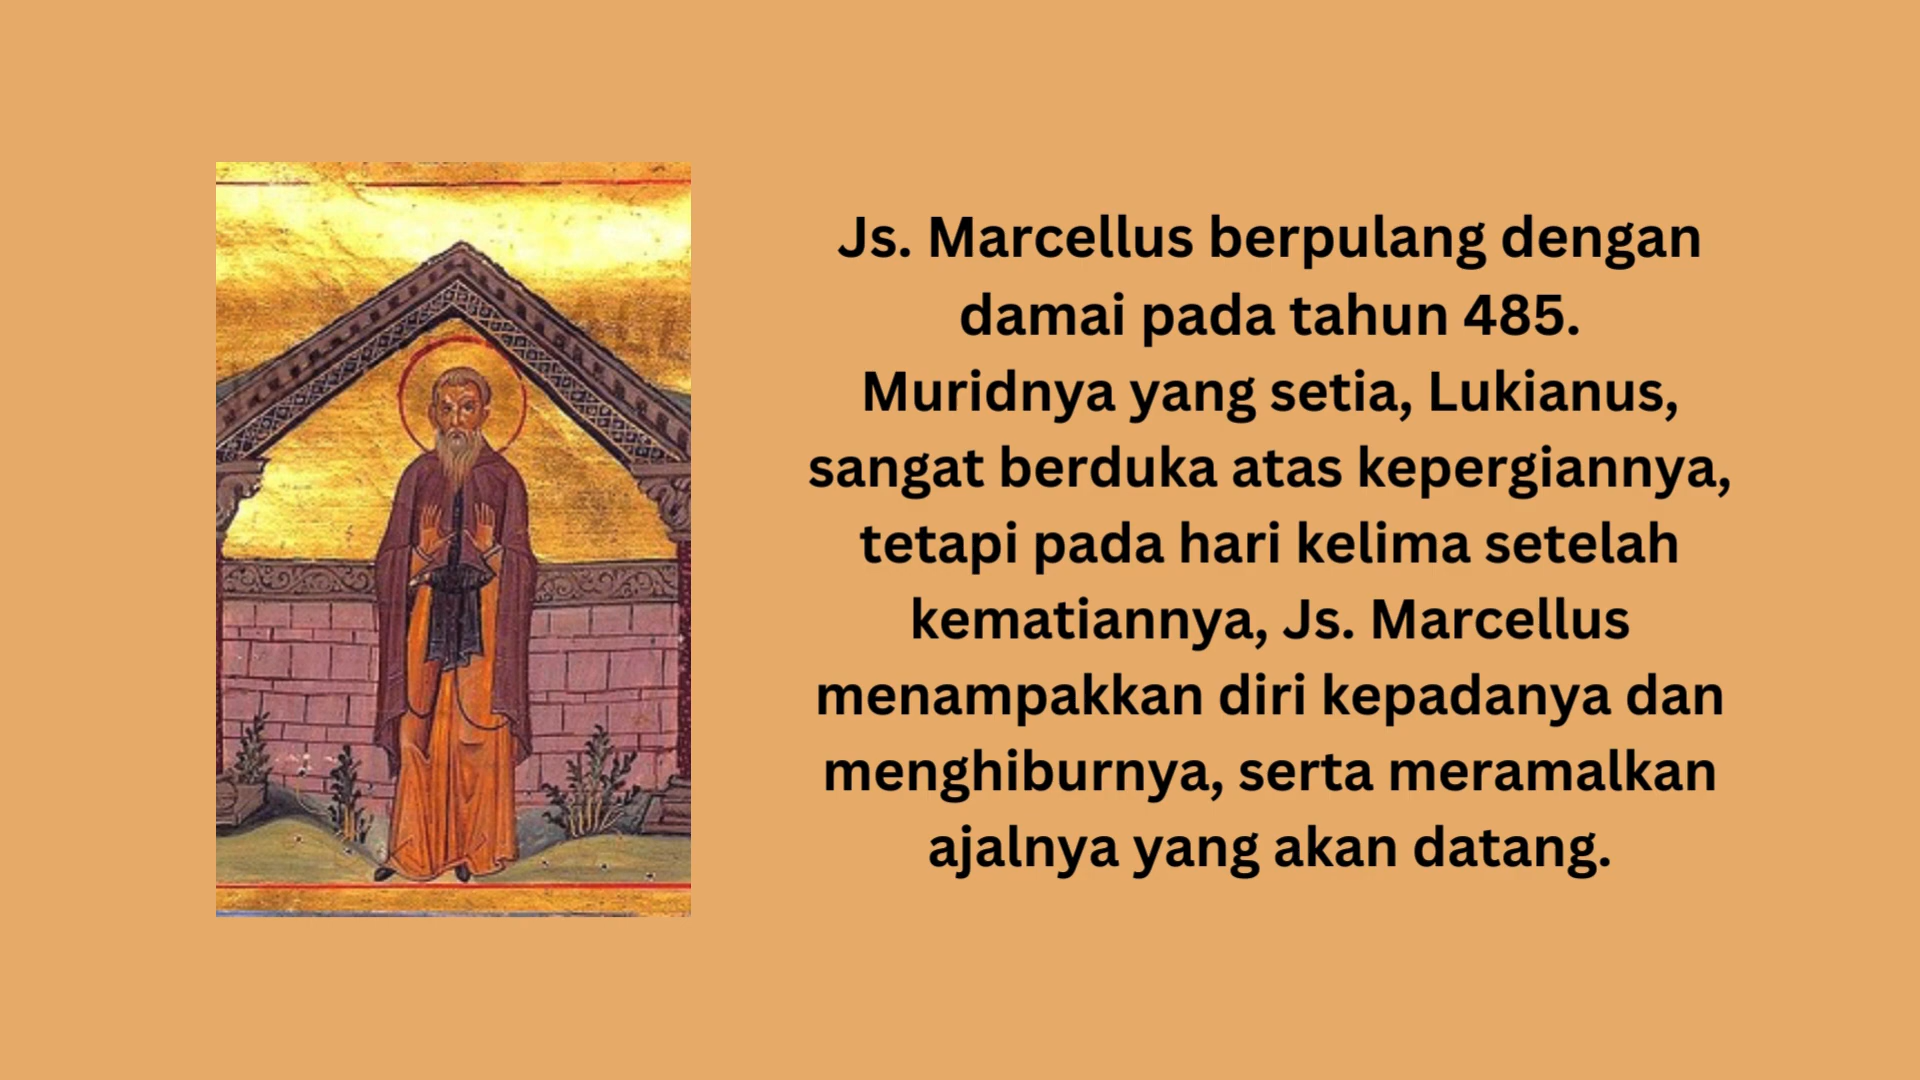 Js. Marcellus berpulang dengan
damai pada tahun 485.
Muridnya yang setia, Lukianus,
sangat berduka atas kepergiannya,
tetapi pada hari kelima setelah
kematiannya, Js. Marcellus
menampakkan diri kepadanya dan
menghiburnya, serta meramalkan
ajalnya yang akan datang.